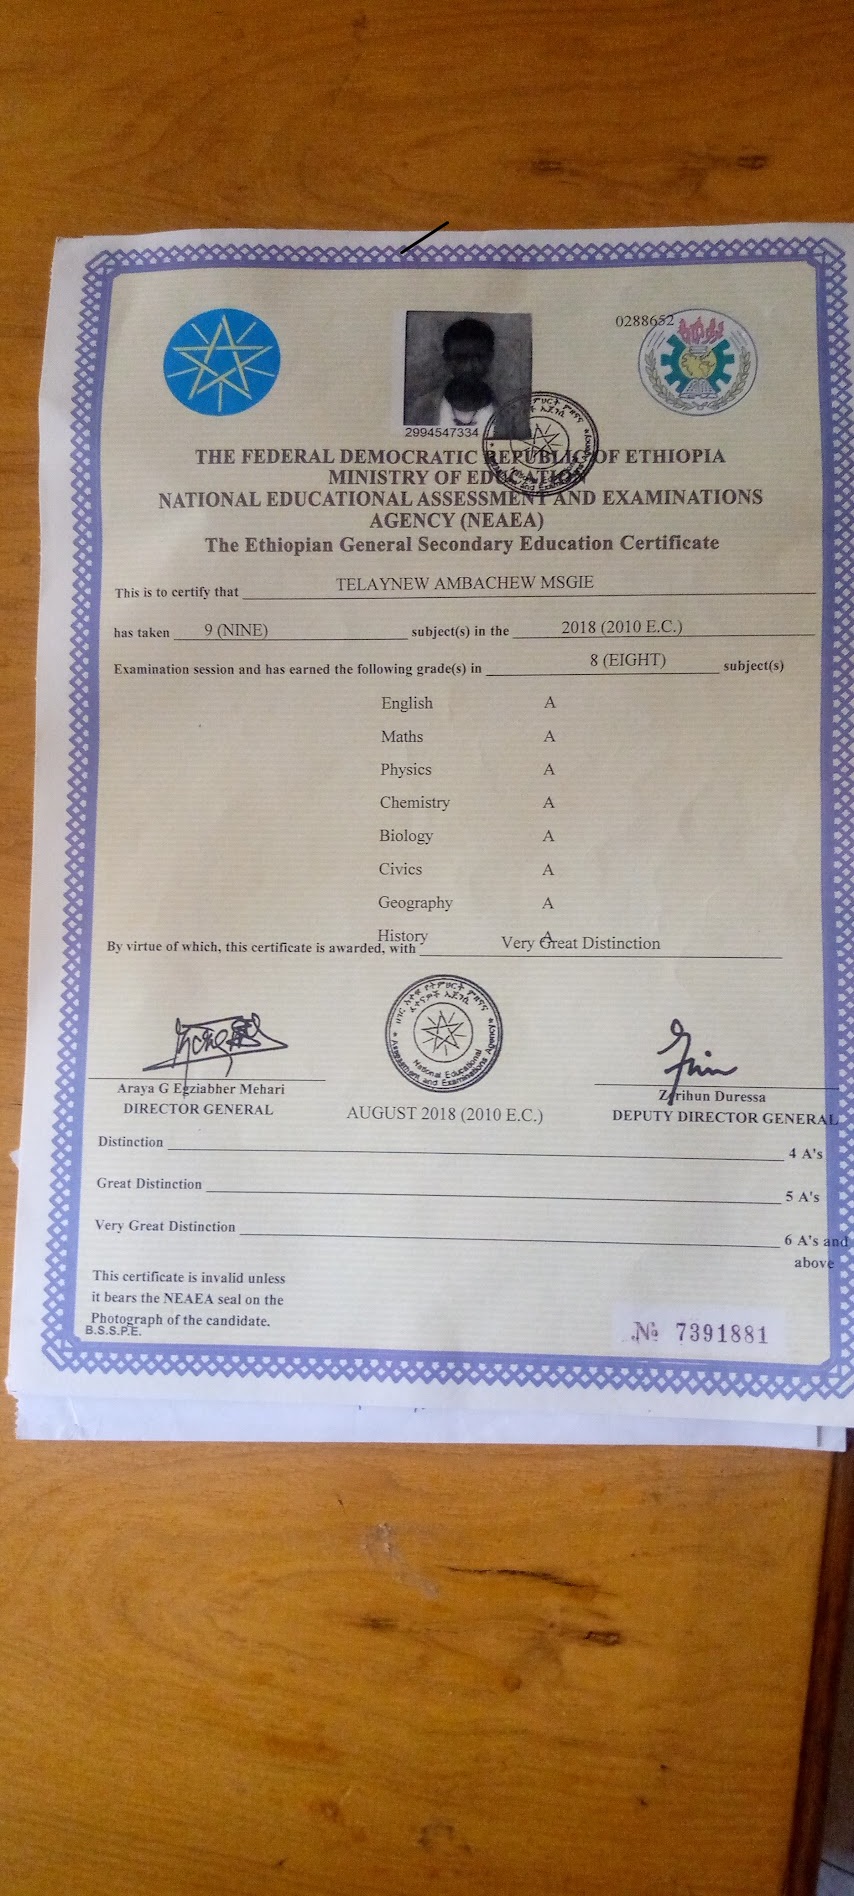 0288652
2994547334
THE FEDERAL DEMOCRATIC REPUBLIC OF ETHIOPIA
MINISTRY OF EDUCATION
NATIONAL EDUCATIONAL ASSESSMENT AND EXAMINATIONS
AGENCY (NEAEA)
The Ethiopian General Secondary Education Certificate
This is to certify that TELAYNEW AMBACHEW MSGIE
has taken 9 (NINE) subject(s) in the 2018 (2010 E.C.)
Examination session and has earned the following grade(s) in 8 (EIGHT) subject(s)
English A
Maths A
Physics A
Chemistry A
Biology A
Civics A
Geography A
History A
By virtue of which, this certificate is awarded, with Very Great Distinction
National Educational
Assessment and Examinations Agency
Araya G Egziabher Mehari
DIRECTOR GENERAL
AUGUST 2018 (2010 E.C.)
Zerihun Duressa
DEPUTY DIRECTOR GENERAL
Distinction 4 A's
Great Distinction 5 A's
Very Great Distinction 6 A's and
above
This certificate is invalid unless
it bears the NEAEA seal on the
Photograph of the candidate.
B.S.S.P.E.
№ 7391881